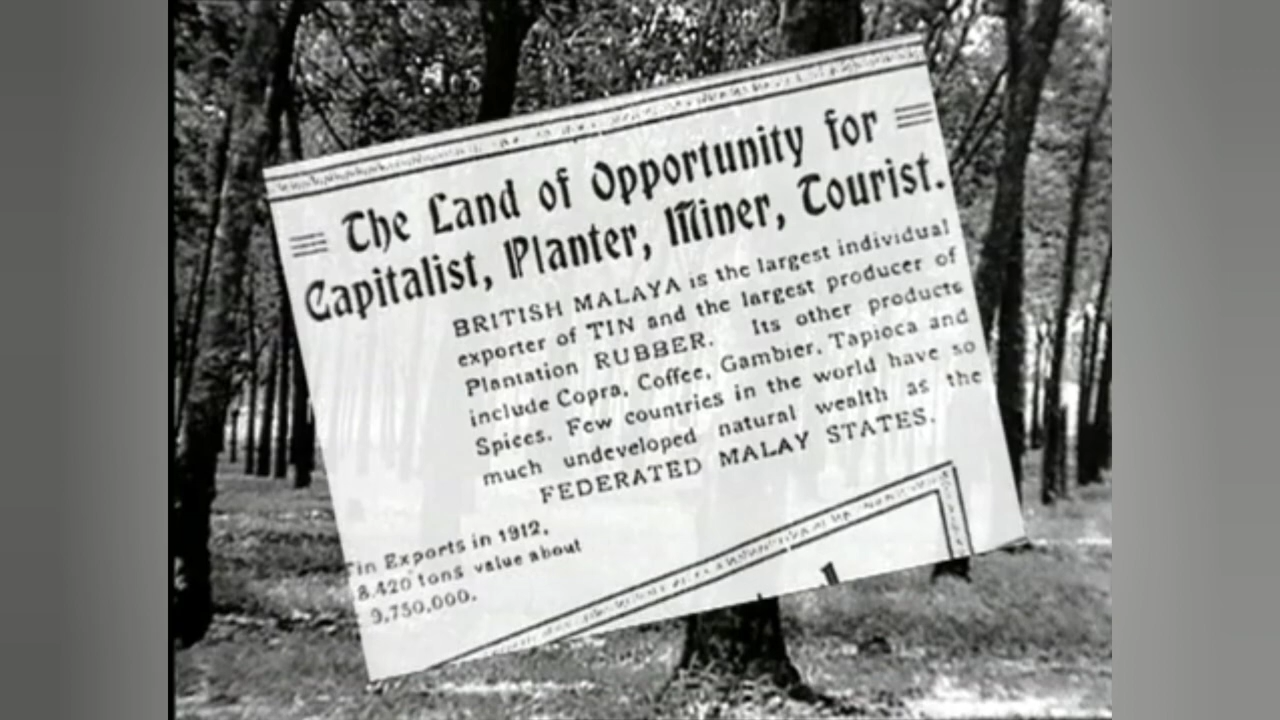 The Land of Opportunity for
Capitalist, Planter, Miner, Tourist.
BRITISH MALAYA is the largest individual
exporter of TIN and the largest producer of
Plantation RUBBER. Its other products
include Copra, Coffee, Gambier, Tapioca and
Spices. Few countries in the world have so
much undeveloped natural wealth as the
FEDERATED MALAY STATES.
Tin Exports in 1912,
8,420 tons value about
9,750,000.